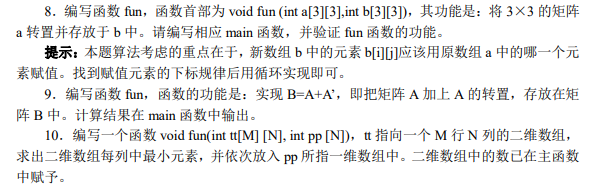 8．编写函数 fun，函数首部为 void fun (int a[3][3],int b[3][3])，其功能是：将 3×3 的矩阵
a 转置并存放于 b 中。请编写相应 main 函数，并验证 fun 函数的功能。
提示：本题算法考虑的重点在于，新数组 b 中的元素 b[i][j]应该用原数组 a 中的哪一个元
素赋值。找到赋值元素的下标规律后用循环实现即可。
9．编写函数 fun，函数的功能是：实现 B=A+A’，即把矩阵 A 加上 A 的转置，存放在矩
阵 B 中。计算结果在 main 函数中输出。
10．编写一个函数 void fun(int tt[M] [N], int pp [N])，tt 指向一个 M 行 N 列的二维数组，
求出二维数组每列中最小元素，并依次放入 pp 所指一维数组中。二维数组中的数已在主函数
中赋予。